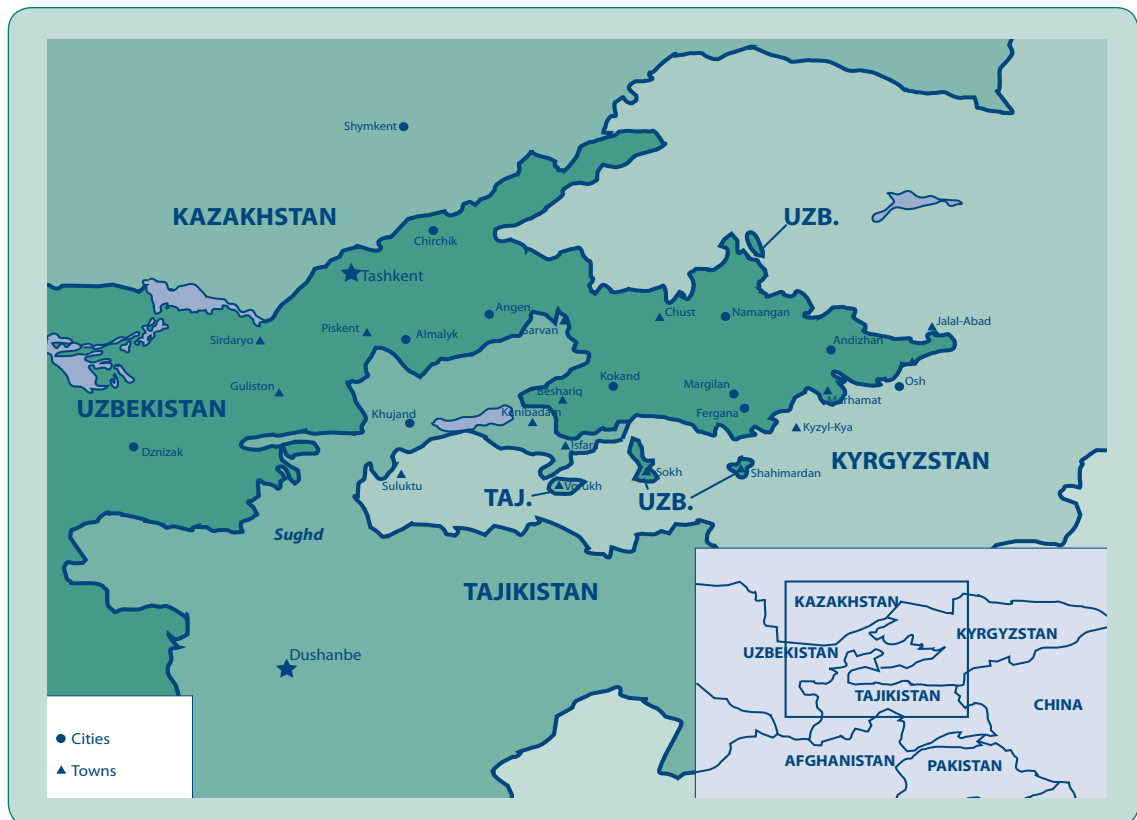 Shymkent
KAZAKHSTAN
UZB.
Chirchik
Tashkent
Angen
Chust
Namangan
Jalal-Abad
Sarvan
Piskent
Almalyk
Sirdaryo
Andizhan
Kokand
Osh
Guliston
Beshariq
Margilan
Marhamat
UZBEKISTAN
Khujand
Kenibadam
Fergana
Kyzyl-Kya
Dznizak
Isfara
KYRGYZSTAN
Suluktu
Sokh
Shahimardan
TAJ.
Vorukh
UZB.
Sughd
TAJIKISTAN
Dushanbe
Cities
Towns
KAZAKHSTAN
KYRGYZSTAN
UZBEKISTAN
TAJIKISTAN
CHINA
AFGHANISTAN
PAKISTAN